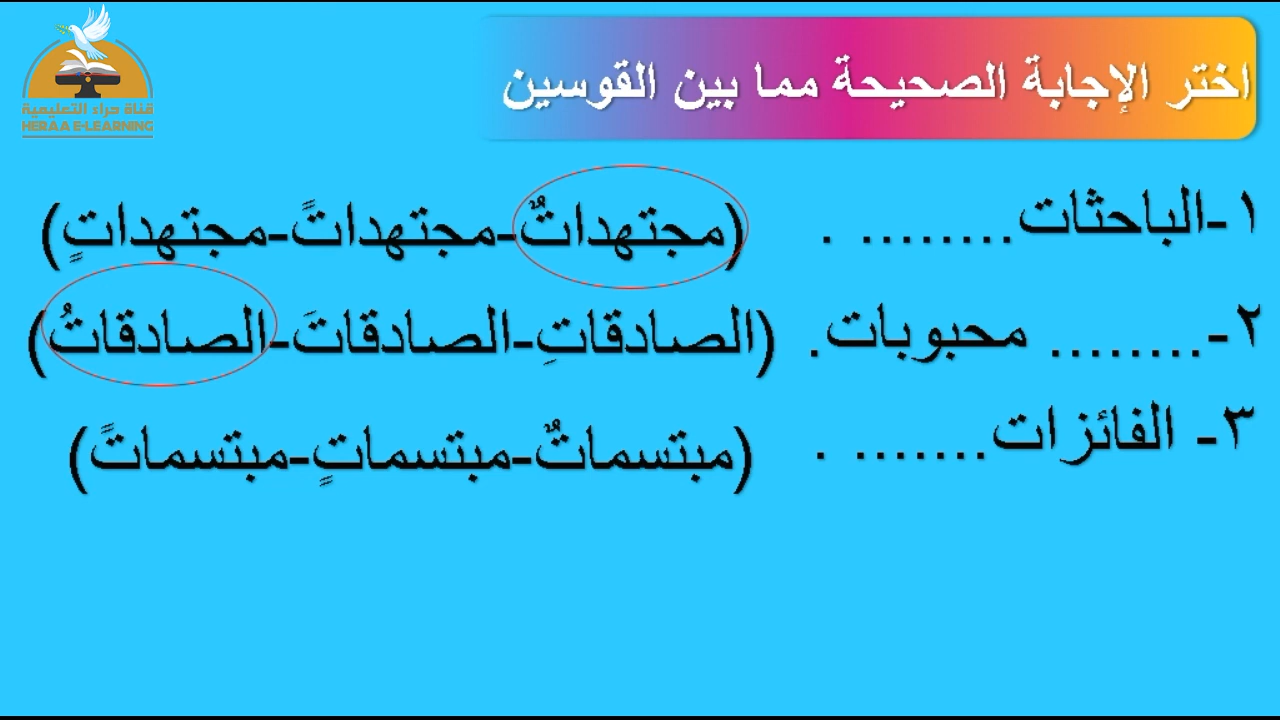 قناة حراء التعليمية
HERAA E-LEARNING
اختر الإجابة الصحيحة مما بين القوسين
١-الباحثات........ . (مجتهداتٌ-مجتهداتً-مجتهداتٍ)
٢-........ محبوبات. (الصادقاتِ-الصادقاتَ-الصادقاتُ)
٣- الفائزات....... . (مبتسماتٌ-مبتسماتٍ-مبتسماتً)